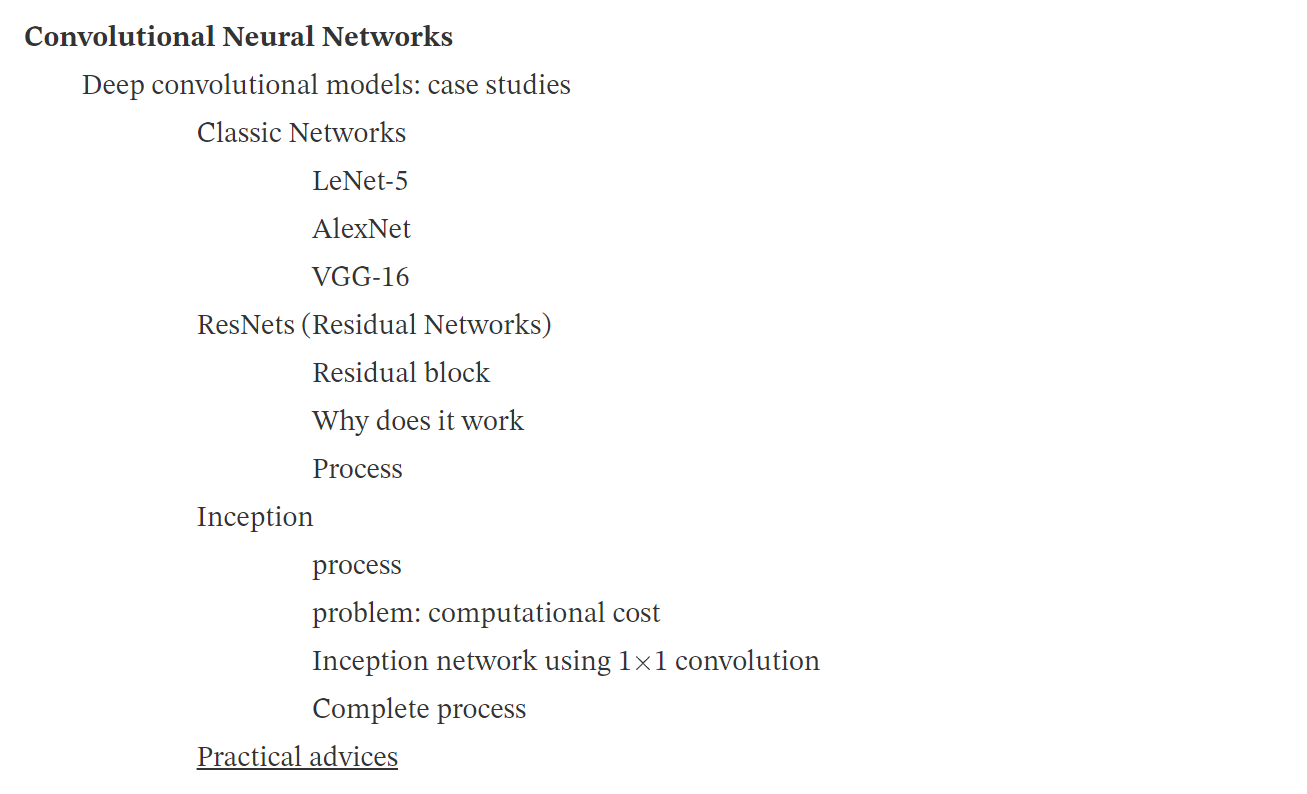 Convolutional Neural Networks
Deep convolutional models: case studies
Classic Networks
LeNet-5
AlexNet
VGG-16
ResNets (Residual Networks)
Residual block
Why does it work
Process
Inception
process
problem: computational cost
Inception network using 1×1 convolution
Complete process
Practical advices